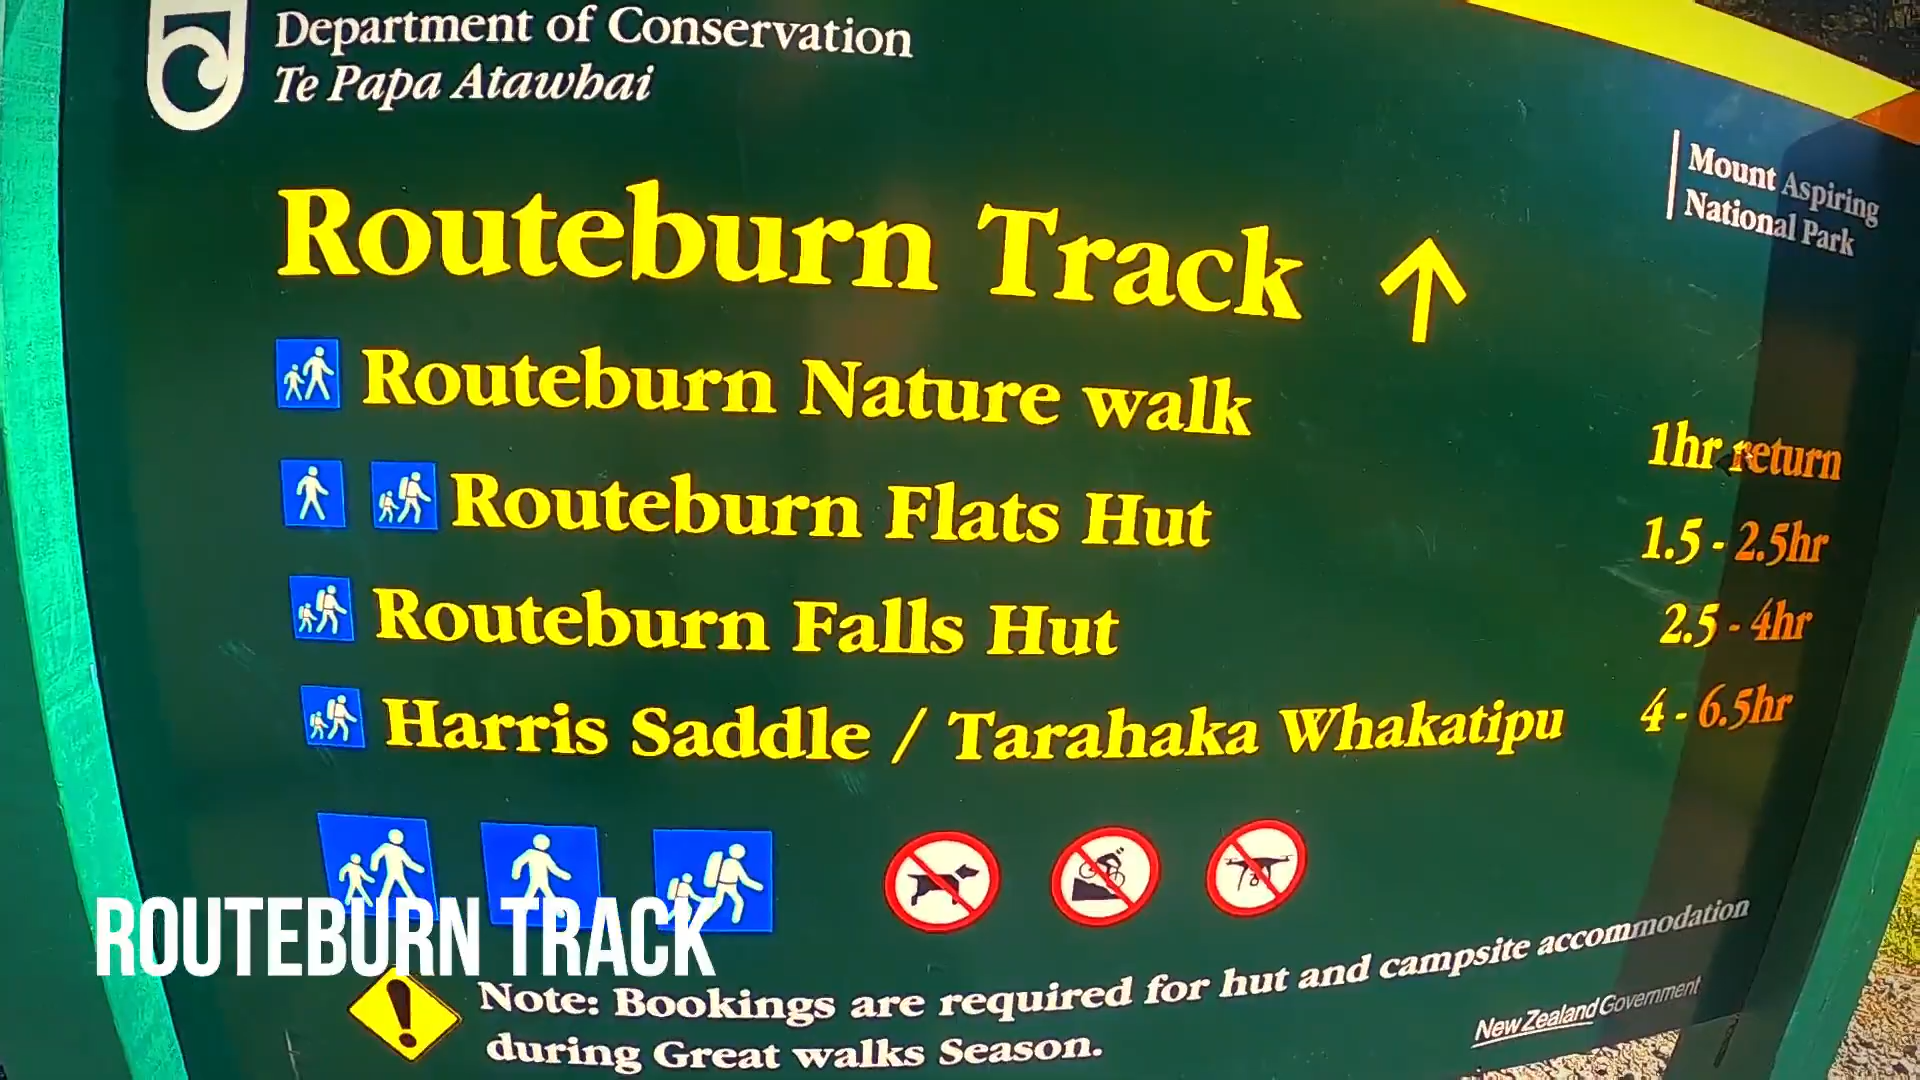 Department of Conservation
Te Papa Atawhai
Mount Aspiring
National Park
Routeburn Track ↑
Routeburn Nature walk 1hr return
Routeburn Flats Hut 1.5 - 2.5hr
Routeburn Falls Hut 2.5 - 4hr
Harris Saddle / Tarahaka Whakatipu 4 - 6.5hr
ROUTEBURN TRACK
Note: Bookings are required for hut and campsite accommodation
during Great walks Season.
New Zealand Government